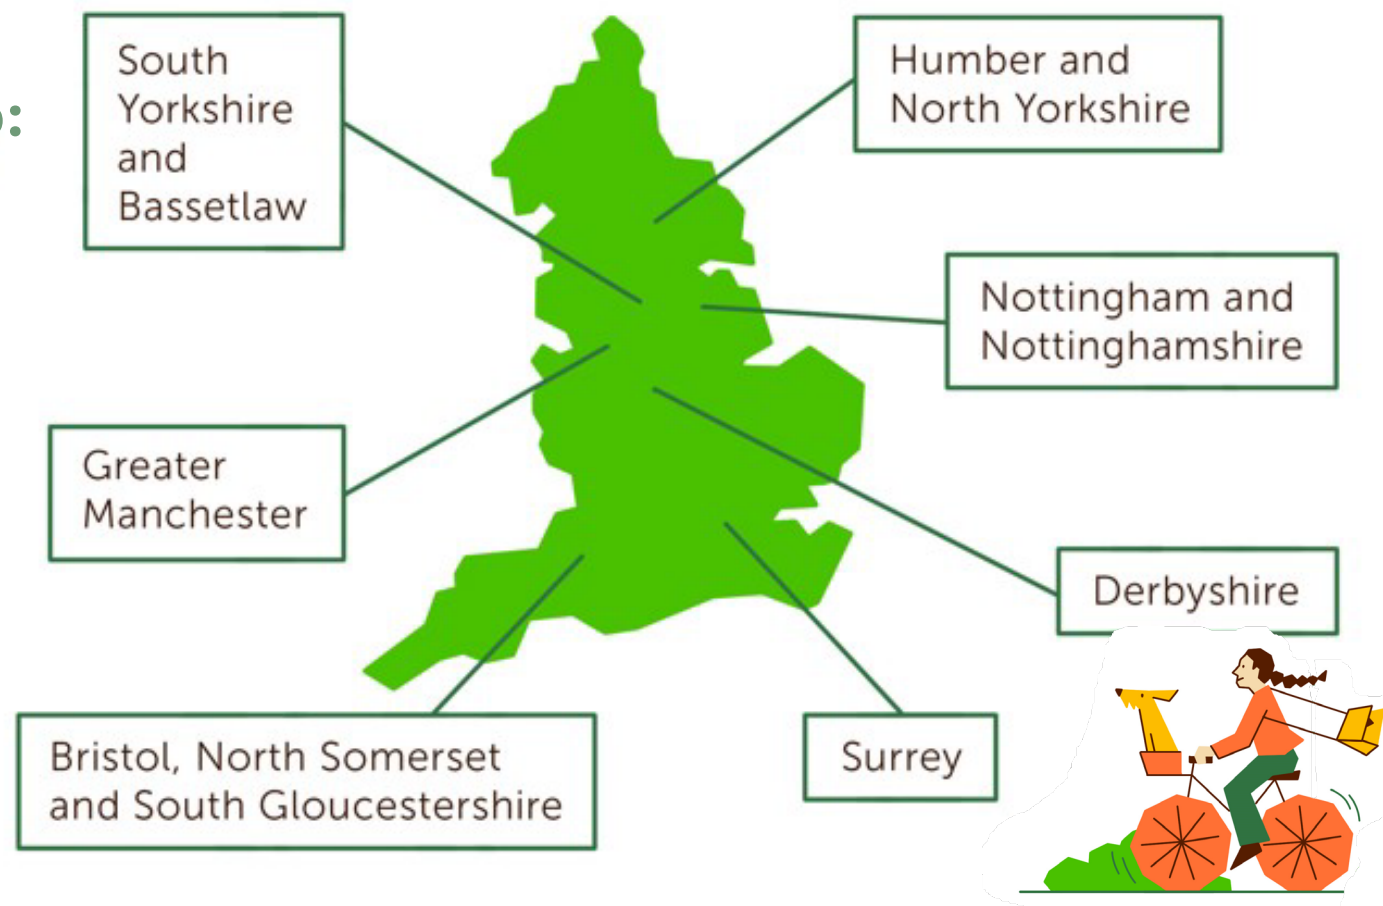 South
Yorkshire
and
Bassetlaw
Humber and
North Yorkshire
Nottingham and
Nottinghamshire
Greater
Manchester
Derbyshire
Bristol, North Somerset
and South Gloucestershire
Surrey